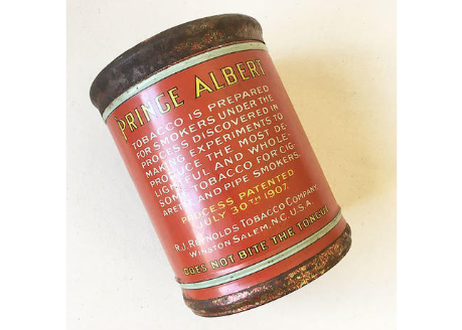 PRINCE ALBERT
TOBACCO IS PREPARED
FOR SMOKERS UNDER THE
PROCESS DISCOVERED IN
MAKING EXPERIMENTS TO
PRODUCE THE MOST DE-
LIGHTFUL AND WHOLE-
SOME TOBACCO FOR CIG-
ARETTE AND PIPE SMOKERS.
PROCESS PATENTED
JULY 30TH 1907.
R.J. REYNOLDS TOBACCO COMPANY
WINSTON SALEM, N.C. U.S.A.
DOES NOT BITE THE TONGUE